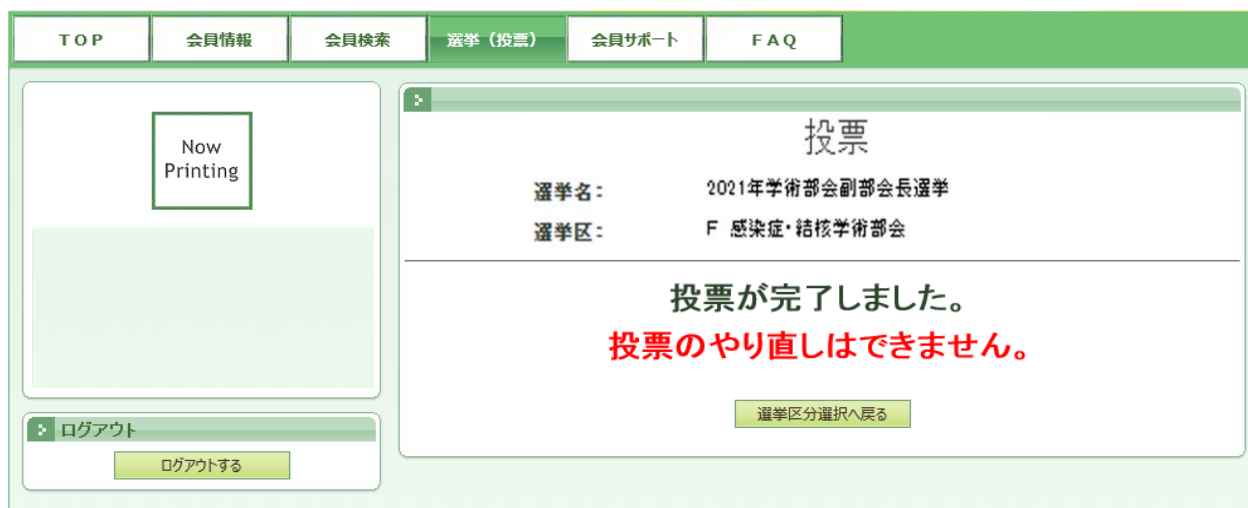 TOP
会員情報
会員検索
選挙（投票）
会員サポート
FAQ
Now
Printing
ログアウト
ログアウトする
投票
選挙名： 2021年学術部会副部会長選挙
選挙区： F 感染症・結核学術部会
投票が完了しました。
投票のやり直しはできません。
選挙区分選択へ戻る